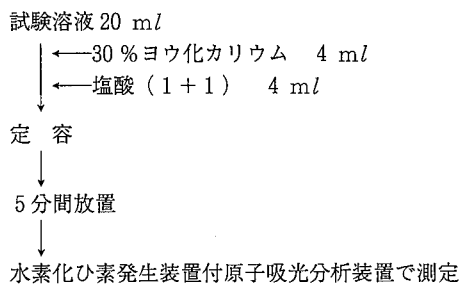 試験溶液20 ml
←30%ヨウ化カリウム 4 ml
←塩酸(1+1) 4 ml
定 容
5分間放置
水素化ひ素発生装置付原子吸光分析装置で測定